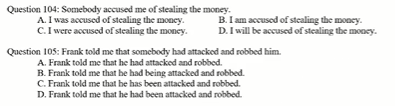 Question 104: Somebody accused me of stealing the money.
A. I was accused of stealing the money. B. I am accused of stealing the money.
C. I were accused of stealing the money. D. I will be accused of stealing the money.
Question 105: Frank told me that somebody had attacked and robbed him.
A. Frank told me that he had attacked and robbed.
B. Frank told me that he had being attacked and robbed.
C. Frank told me that he has been attacked and robbed.
D. Frank told me that he had been attacked and robbed.